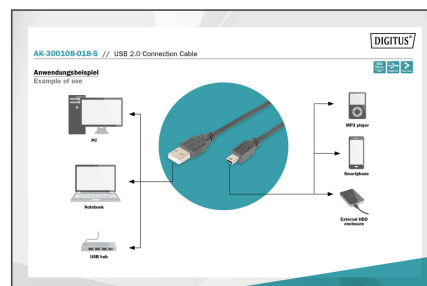 DIGITUS®
AK-300108-018-S // USB 2.0 Connection Cable
Anwendungsbeispiel
Example of use
PC
Notebook
USB hub
MP3 player
Smartphone
External HDD
enclosure